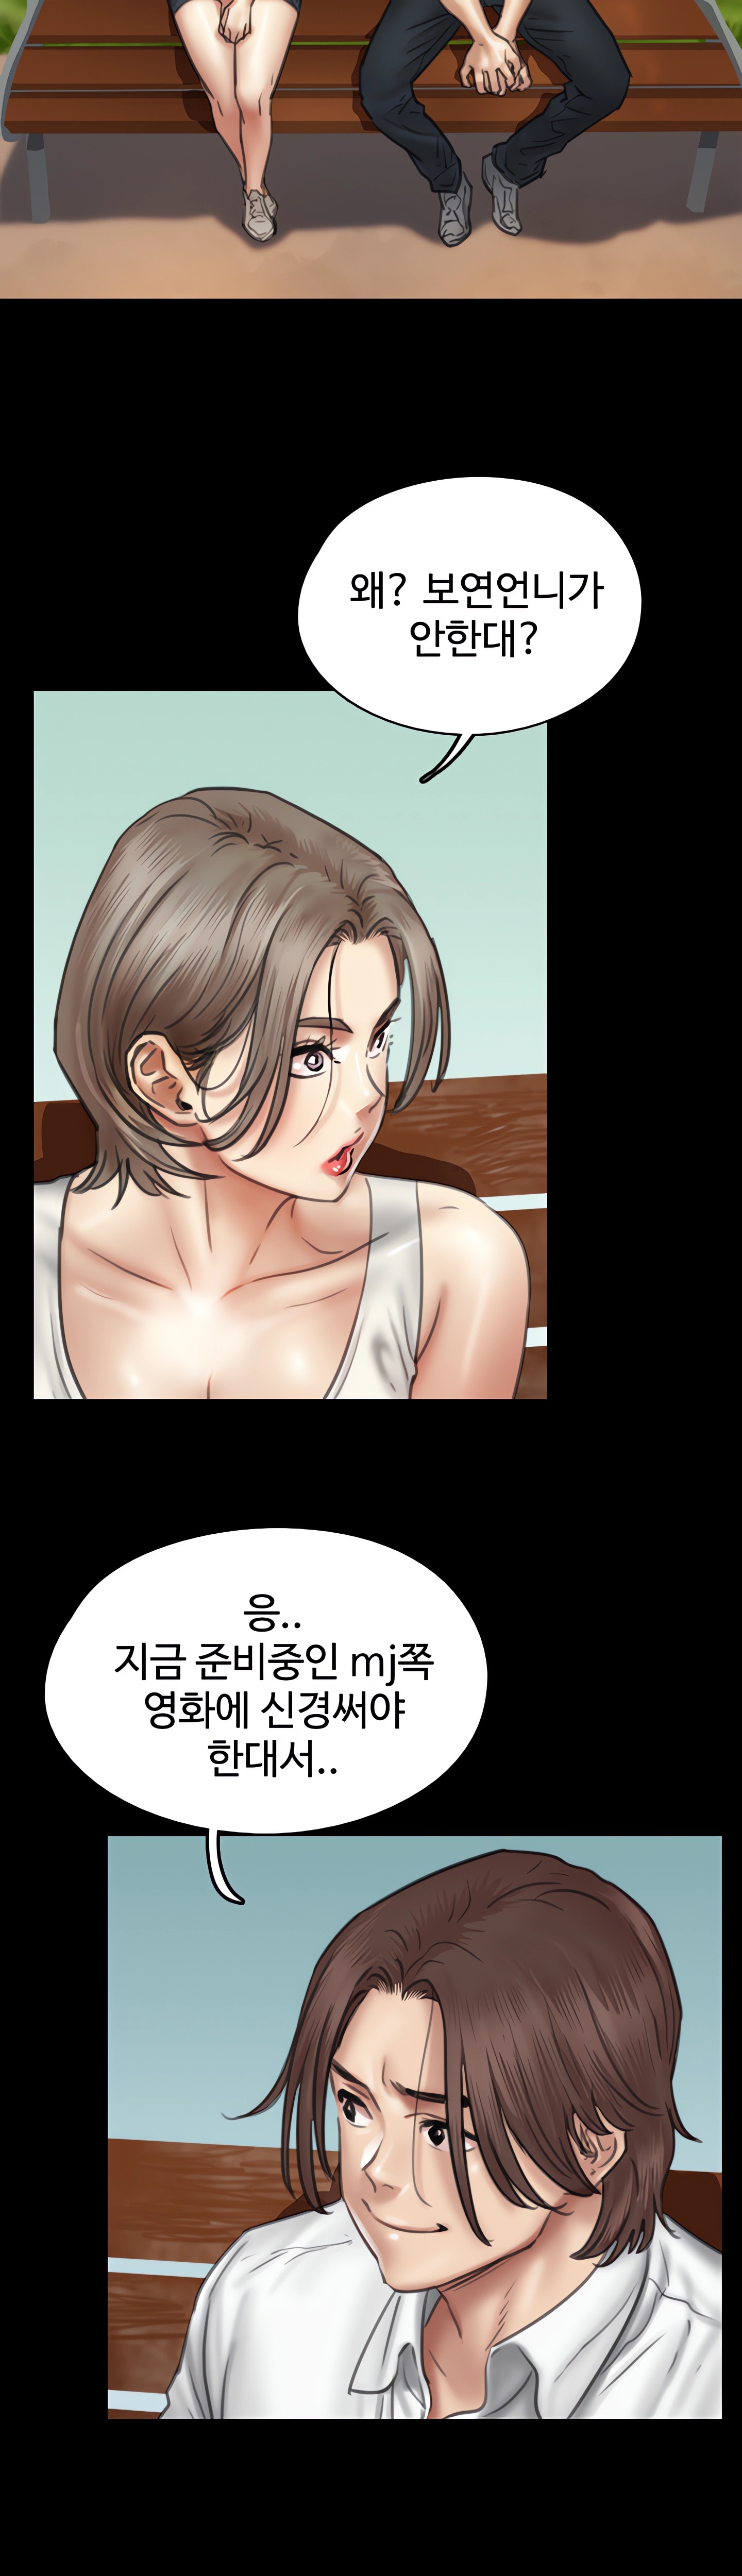 왜? 보연언니가
안한대?
응..
지금 준비중인 mj쪽
영화에 신경써야
한대서..